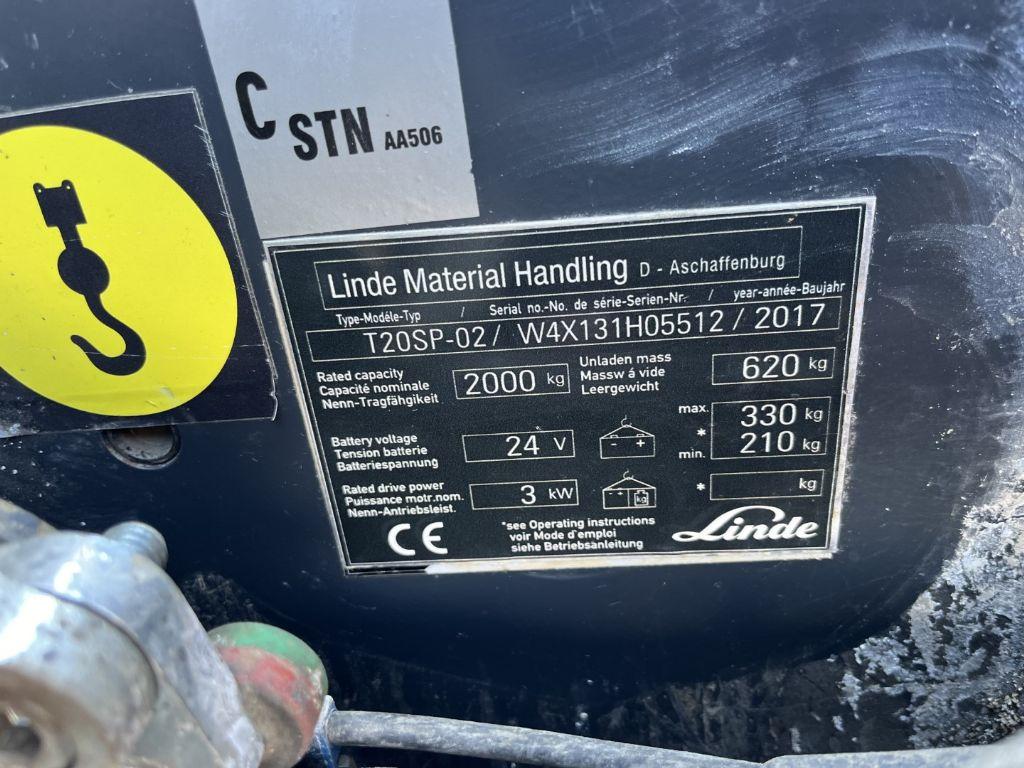 C STN AA506
Linde Material Handling D - Aschaffenburg
Type-Modéle-Typ / Serial no.-No. de série-Serien-Nr. / year-année-Baujahr
T20SP-02 / W4X131H05512 / 2017
Rated capacity
Capacité nominale
Nenn-Tragfähgikeit
2000 kg
Unladen mass
Massw á vide
Leergewicht
620 kg
Battery voltage
Tension batterie
Batteriespannung
24 V
- +
max. 330 kg
*
min. 210 kg
Rated drive power
Puissance motr.nom.
Nenn-Antriebsleist.
3 kW
- + kg
* kg
CE
*see Operating instructions
voir Mode d'emploi
siehe Betriebsanleitung
Linde